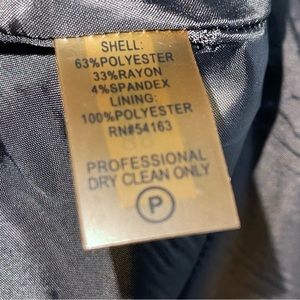 SHELL:
63%POLYESTER
33%RAYON
4%SPANDEX
LINING:
100%POLYESTER
RN#54163
PROFESSIONAL
DRY CLEAN ONLY
P